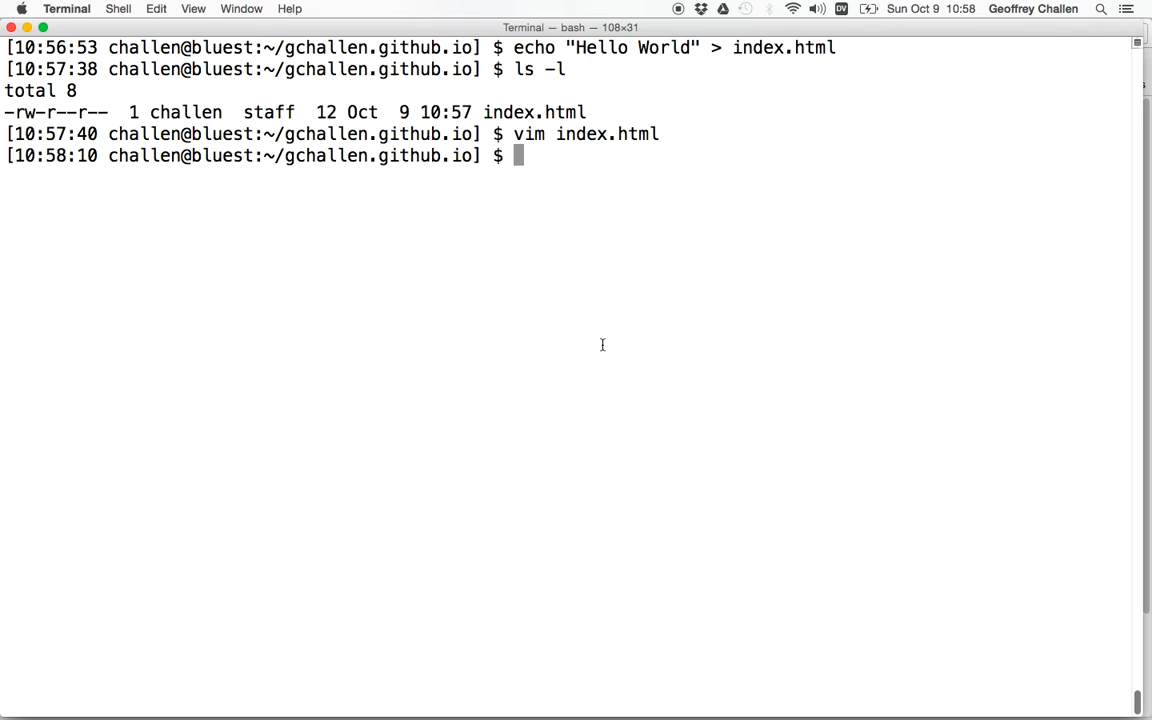 Terminal Shell Edit View Window Help DV Sun Oct 9 10:58 Geoffrey Challen
Terminal — bash — 108×31
[10:56:53 challen@bluest:~/gchallen.github.io] $ echo "Hello World" > index.html
[10:57:38 challen@bluest:~/gchallen.github.io] $ ls -l
total 8
-rw-r--r--  1 challen  staff  12 Oct  9 10:57 index.html
[10:57:40 challen@bluest:~/gchallen.github.io] $ vim index.html
[10:58:10 challen@bluest:~/gchallen.github.io] $